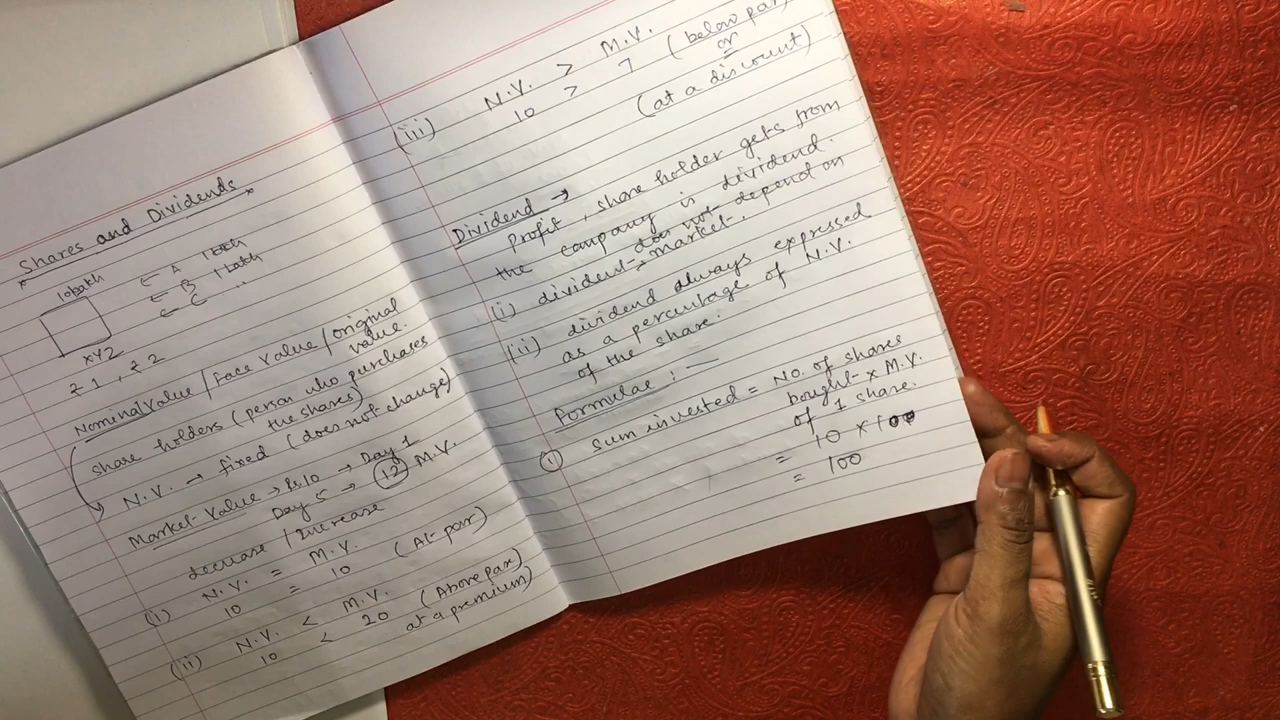 Shares and Dividends
10 batch
← A 1 batch
← B 1 batch
← C "
XYZ
z 1 , z 2
Nominal Value / Face Value / original value.
share holders (person who purchases the shares)
N.V. → fixed (does not change)
Market Value → Rs.10 → Day 1
Day 5 → 12 M.V.
decrease / Increase
(i) N.V. = M.V.
10 = 10 (At par)
(ii) N.V. < M.V.
10 < 20 (Above par
at a premium)
(iii) N.V. > M.V.
10 > 7 (below par
or
(at a discount)
Dividend →
Profit, share holder gets from
the company is dividend.
(i) dividend does not depend on
market.
(ii) dividend always expressed
as a percentage of N.V.
of the share.
Formulae : —
① Sum invested = No. of shares
bought × M.V.
of 1 share.
= 10 × 100
= 100